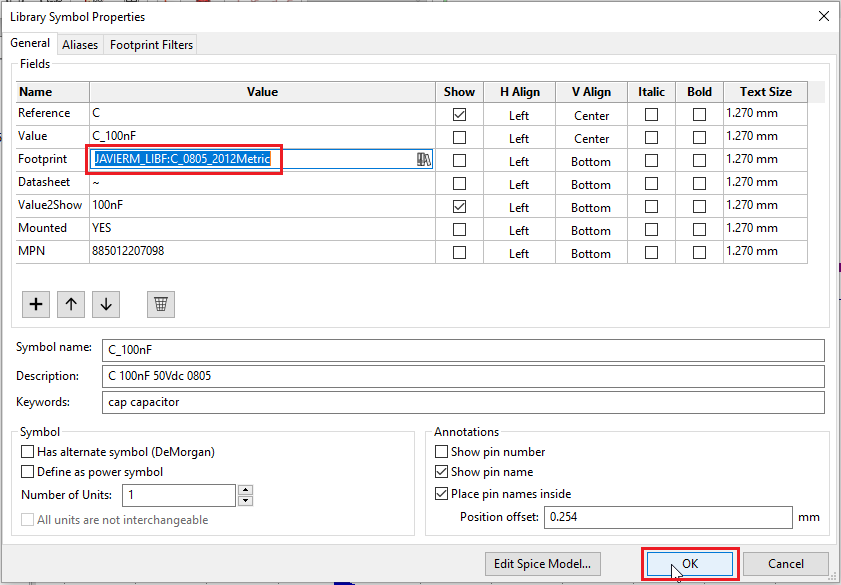 Library Symbol Properties
General Aliases Footprint Filters
Fields
Name Value Show H Align V Align Italic Bold Text Size
Reference C Left Center 1.270 mm
Value C_100nF Left Center 1.270 mm
Footprint JAVIERM_LIBF:C_0805_2012Metric Left Bottom 1.270 mm
Datasheet ~ Left Bottom 1.270 mm
Value2Show 100nF Left Bottom 1.270 mm
Mounted YES Left Bottom 1.270 mm
MPN 885012207098 Left Bottom 1.270 mm
Symbol name: C_100nF
Description: C 100nF 50Vdc 0805
Keywords: cap capacitor
Symbol Annotations
Has alternate symbol (DeMorgan) Show pin number
Define as power symbol Show pin name
Number of Units: 1 Place pin names inside
All units are not interchangeable Position offset: 0.254 mm
Edit Spice Model... OK Cancel